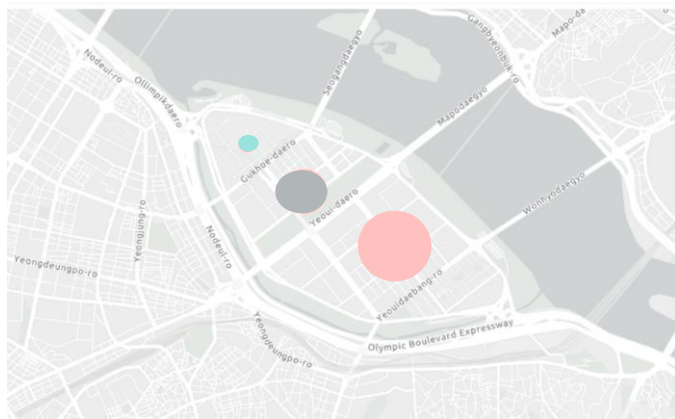 Mapo-da
Gangbyeonbuk-ro
Seogangdaegyo
Nodeul-ro
Ollimpikdaero
Mapodaegyo
Gukhoe-daero
Wonhyodaegyo
Yeoui-daero
Yeongjung-ro
Nodeul-ro
Yeongdeungpo-ro
Yeouidaebang-ro
Olympic Boulevard Expressway
Yeongdeungpo-ro